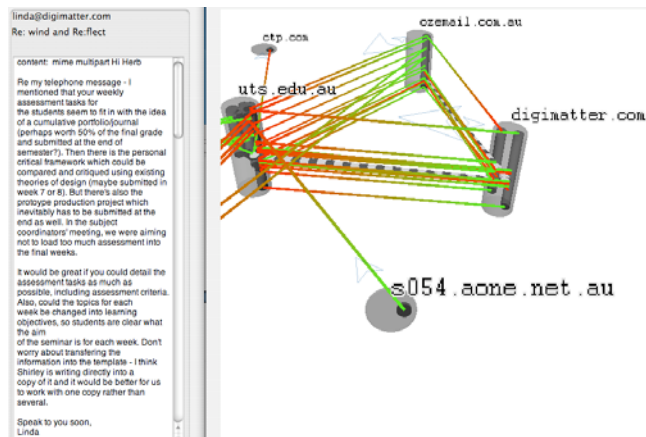 linda@digimatter.com
Re: wind and Re:flect
content:  mime multipart Hi Herb
Re my telephone message - I
mentioned that your weekly
assessment tasks for
the students seem to fit in with the idea
of a cumulative portfolio/journal
(perhaps worth 50% of the final grade
and submitted at the end of
semester?). Then there is the personal
critical framework which could be
compared and critiqued using existing
theories of design (maybe submitted in
week 7 or 8). But there's also the
protoype production project which
inevitably has to be submitted at the
end as well. In the subject
coordinators' meeting, we were aiming
not to load too much assessment into
the final weeks.
It would be great if you could detail the
assessment tasks as much as
possible, including assessment criteria.
Also, could the topics for each
week be changed into learning
objectives, so students are clear what
the aim
of the seminar is for each week. Don't
worry about transfering the
information into the template - I think
Shirley is writing directly into a
copy of it and it would be better for us
to work with one copy rather than
several.
Speak to you soon,
Linda
ozemail.com.au
ctp.com
uts.edu.au
digimatter.com
s054.aone.net.au